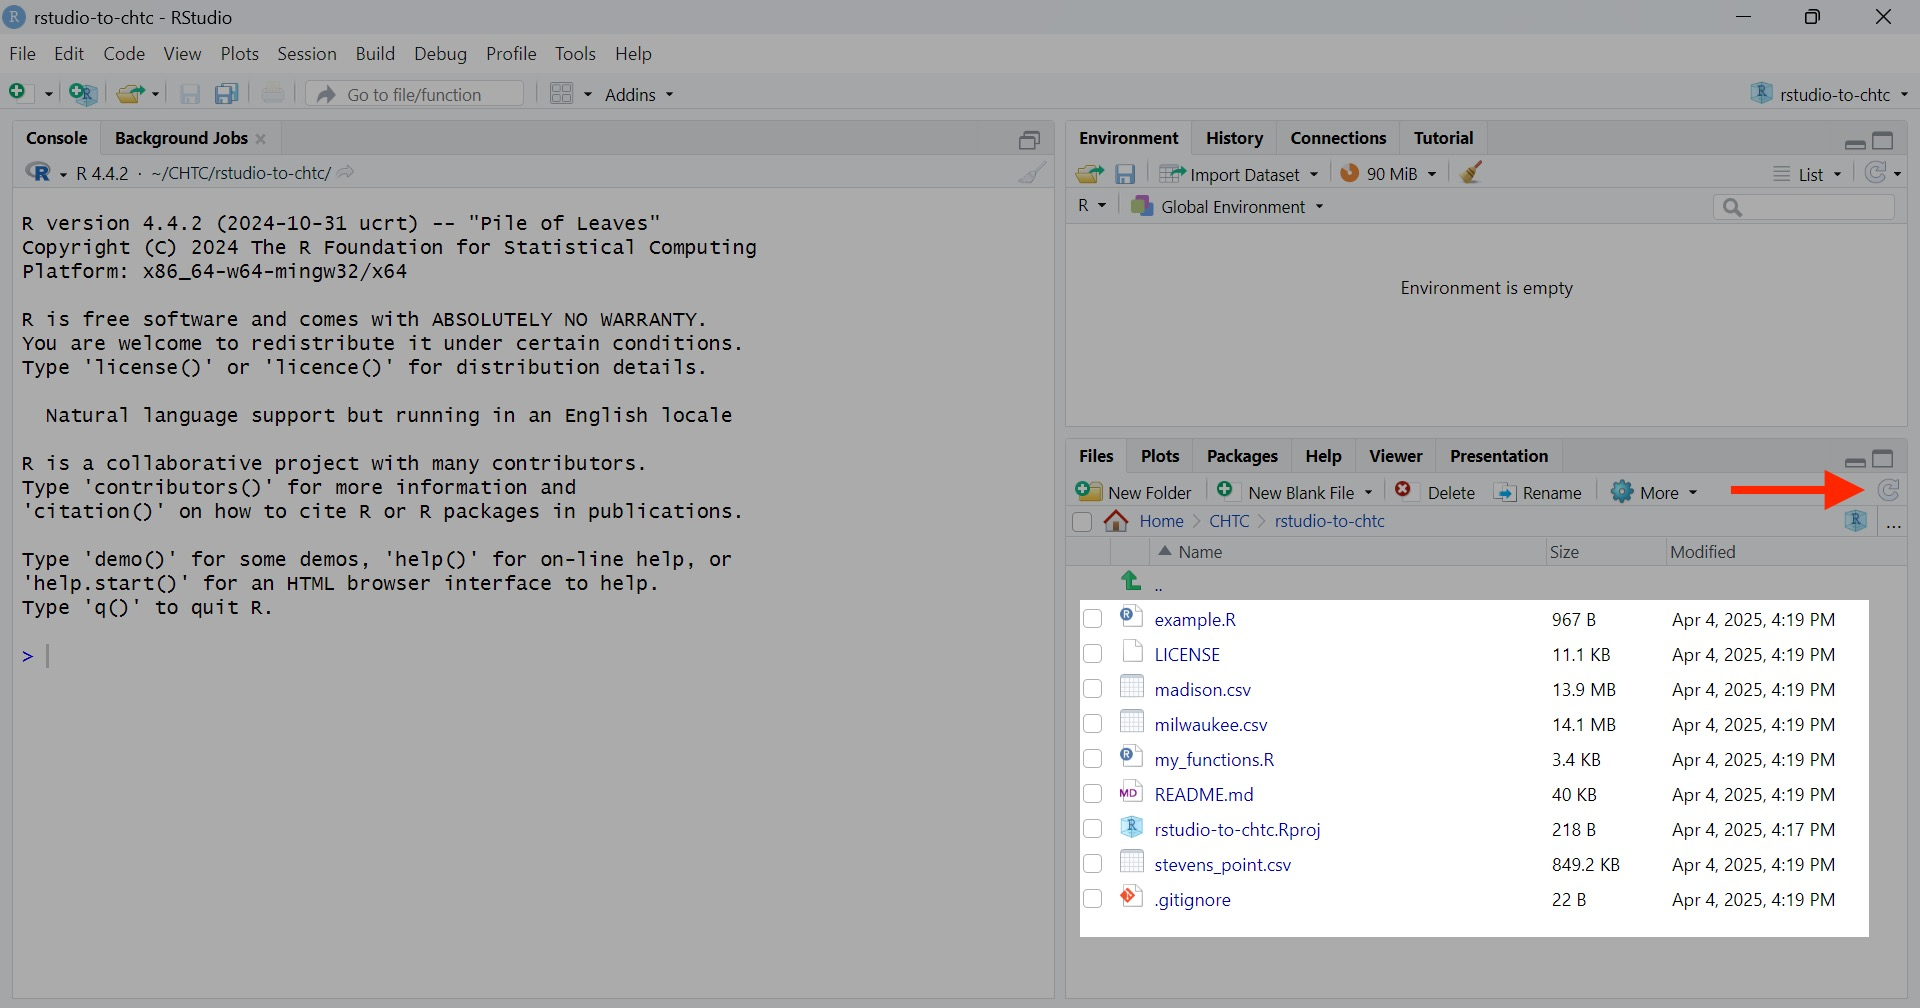 R rstudio-to-chtc - RStudio
File Edit Code View Plots Session Build Debug Profile Tools Help
Go to file/function Addins rstudio-to-chtc
Console Background Jobs
R 4.4.2 · ~/CHTC/rstudio-to-chtc/
R version 4.4.2 (2024-10-31 ucrt) -- "Pile of Leaves"
Copyright (C) 2024 The R Foundation for Statistical Computing
Platform: x86_64-w64-mingw32/x64
R is free software and comes with ABSOLUTELY NO WARRANTY.
You are welcome to redistribute it under certain conditions.
Type 'license()' or 'licence()' for distribution details.
Natural language support but running in an English locale
R is a collaborative project with many contributors.
Type 'contributors()' for more information and
'citation()' on how to cite R or R packages in publications.
Type 'demo()' for some demos, 'help()' for on-line help, or
'help.start()' for an HTML browser interface to help.
Type 'q()' to quit R.
>
Environment History Connections Tutorial
Import Dataset 90 MiB List
R Global Environment
Environment is empty
Files Plots Packages Help Viewer Presentation
New Folder New Blank File Delete Rename More
Home CHTC rstudio-to-chtc ...
Name Size Modified
..
example.R 967 B Apr 4, 2025, 4:19 PM
LICENSE 11.1 KB Apr 4, 2025, 4:19 PM
madison.csv 13.9 MB Apr 4, 2025, 4:19 PM
milwaukee.csv 14.1 MB Apr 4, 2025, 4:19 PM
my_functions.R 3.4 KB Apr 4, 2025, 4:19 PM
MD README.md 40 KB Apr 4, 2025, 4:19 PM
rstudio-to-chtc.Rproj 218 B Apr 4, 2025, 4:17 PM
stevens_point.csv 849.2 KB Apr 4, 2025, 4:19 PM
.gitignore 22 B Apr 4, 2025, 4:19 PM